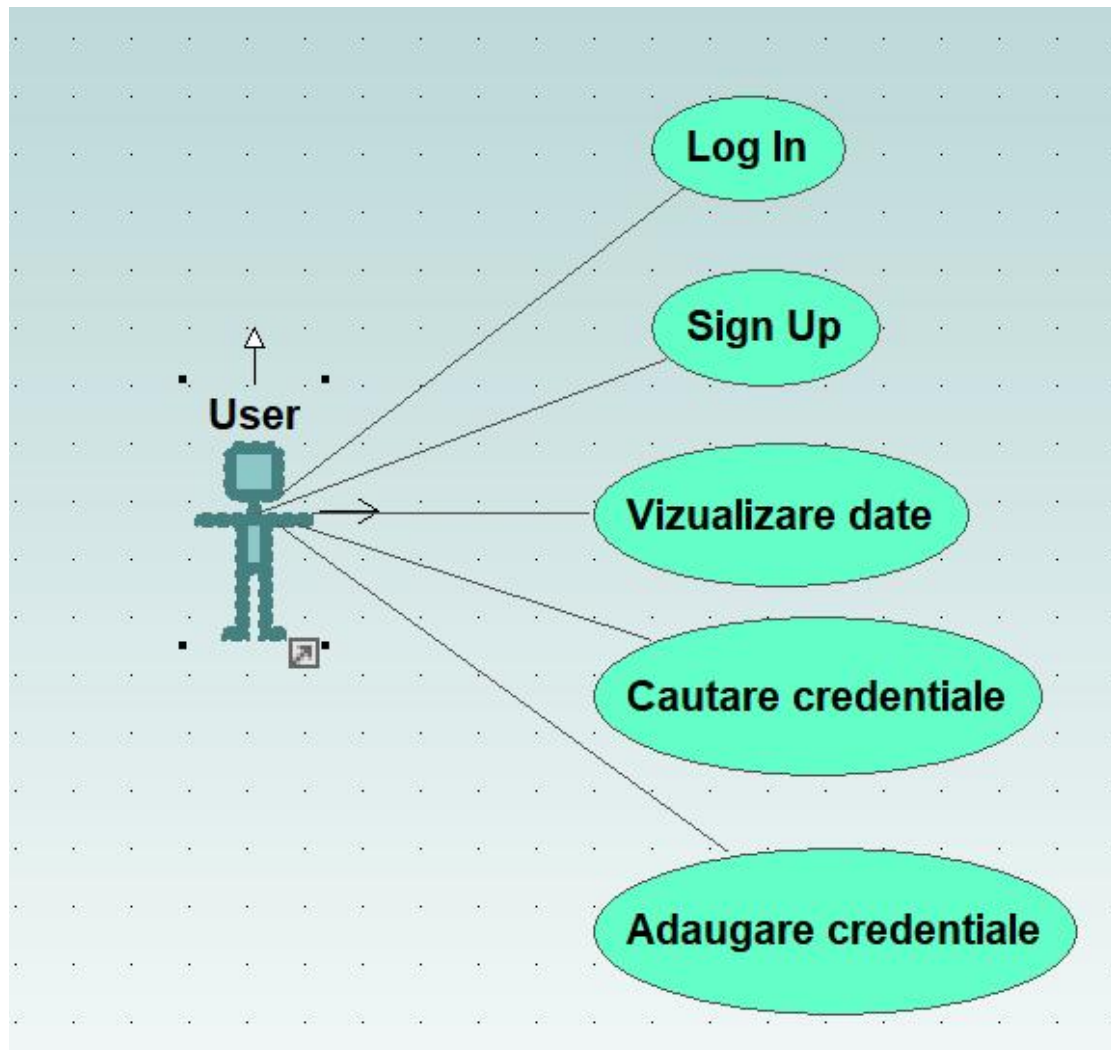 Log In
Sign Up
User
Vizualizare date
Cautare credentiale
Adaugare credentiale